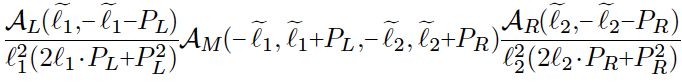 \frac{\mathcal{A}_L(\widetilde{\ell}_1,-\widetilde{\ell}_1-P_L)}{\ell_1^2(2\ell_1\cdot P_L+P_L^2)}\mathcal{A}_M(-\widetilde{\ell}_1,\widetilde{\ell}_1+P_L,-\widetilde{\ell}_2,\widetilde{\ell}_2+P_R)\frac{\mathcal{A}_R(\widetilde{\ell}_2,-\widetilde{\ell}_2-P_R)}{\ell_2^2(2\ell_2\cdot P_R+P_R^2)}